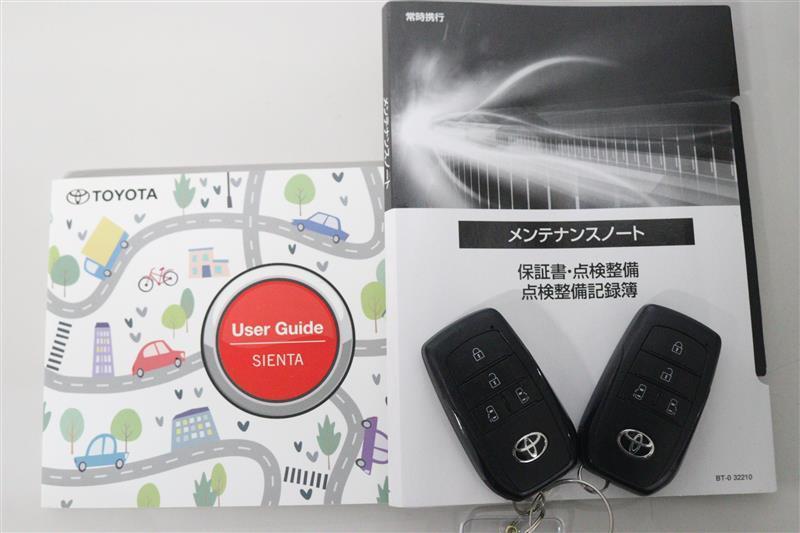 TOYOTA
User Guide
SIENTA
常時携行
メンテナンスノート
メンテナンスノート
保証書・点検整備
点検整備記録簿
BT-0 32210